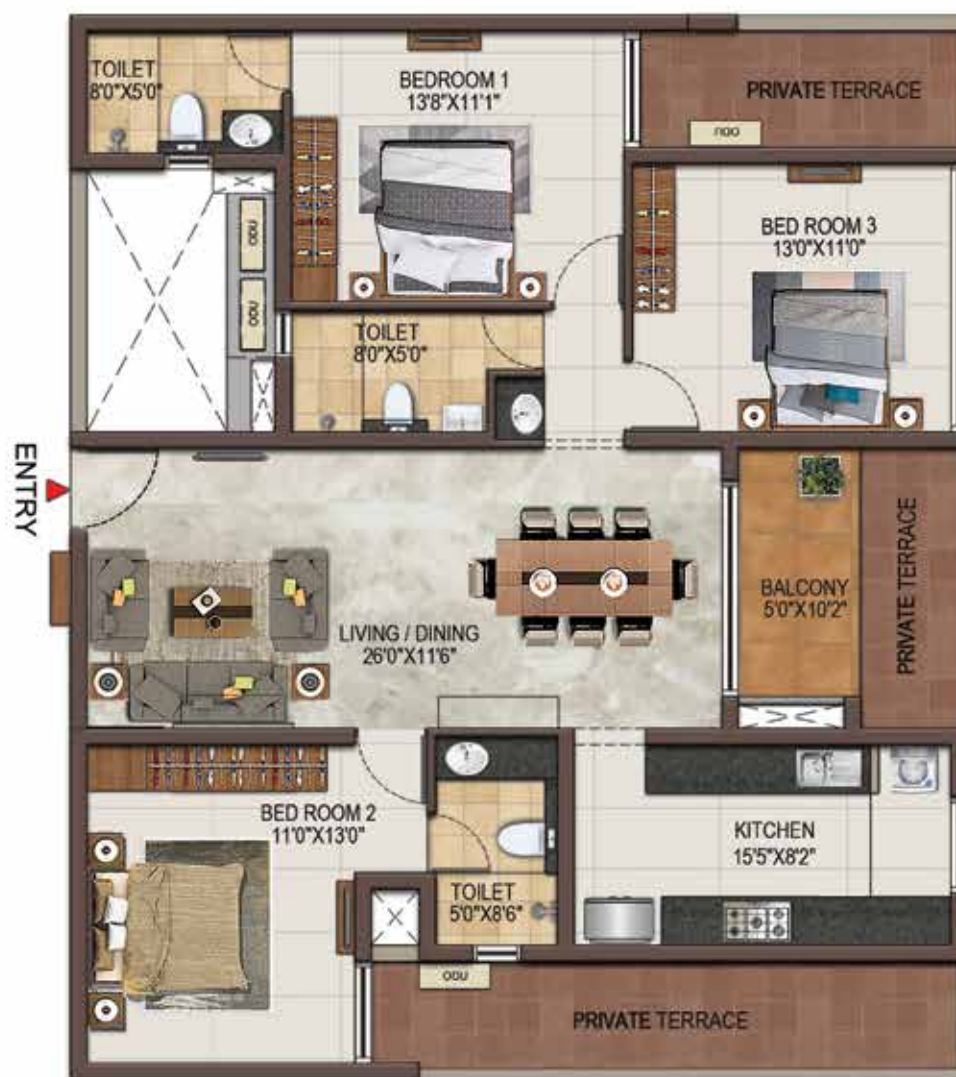 TOILET
8'0"X5'0"
BEDROOM 1
13'8"X11'1"
PRIVATE TERRACE
ODU
BED ROOM 3
13'0"X11'0"
ODU
ODU
TOILET
8'0"X5'0"
ENTRY
LIVING / DINING
26'0"X11'6"
BALCONY
5'0"X10'2"
PRIVATE TERRACE
BED ROOM 2
11'0"X13'0"
KITCHEN
15'5"X8'2"
TOILET
5'0"X8'6"
ODU
PRIVATE TERRACE